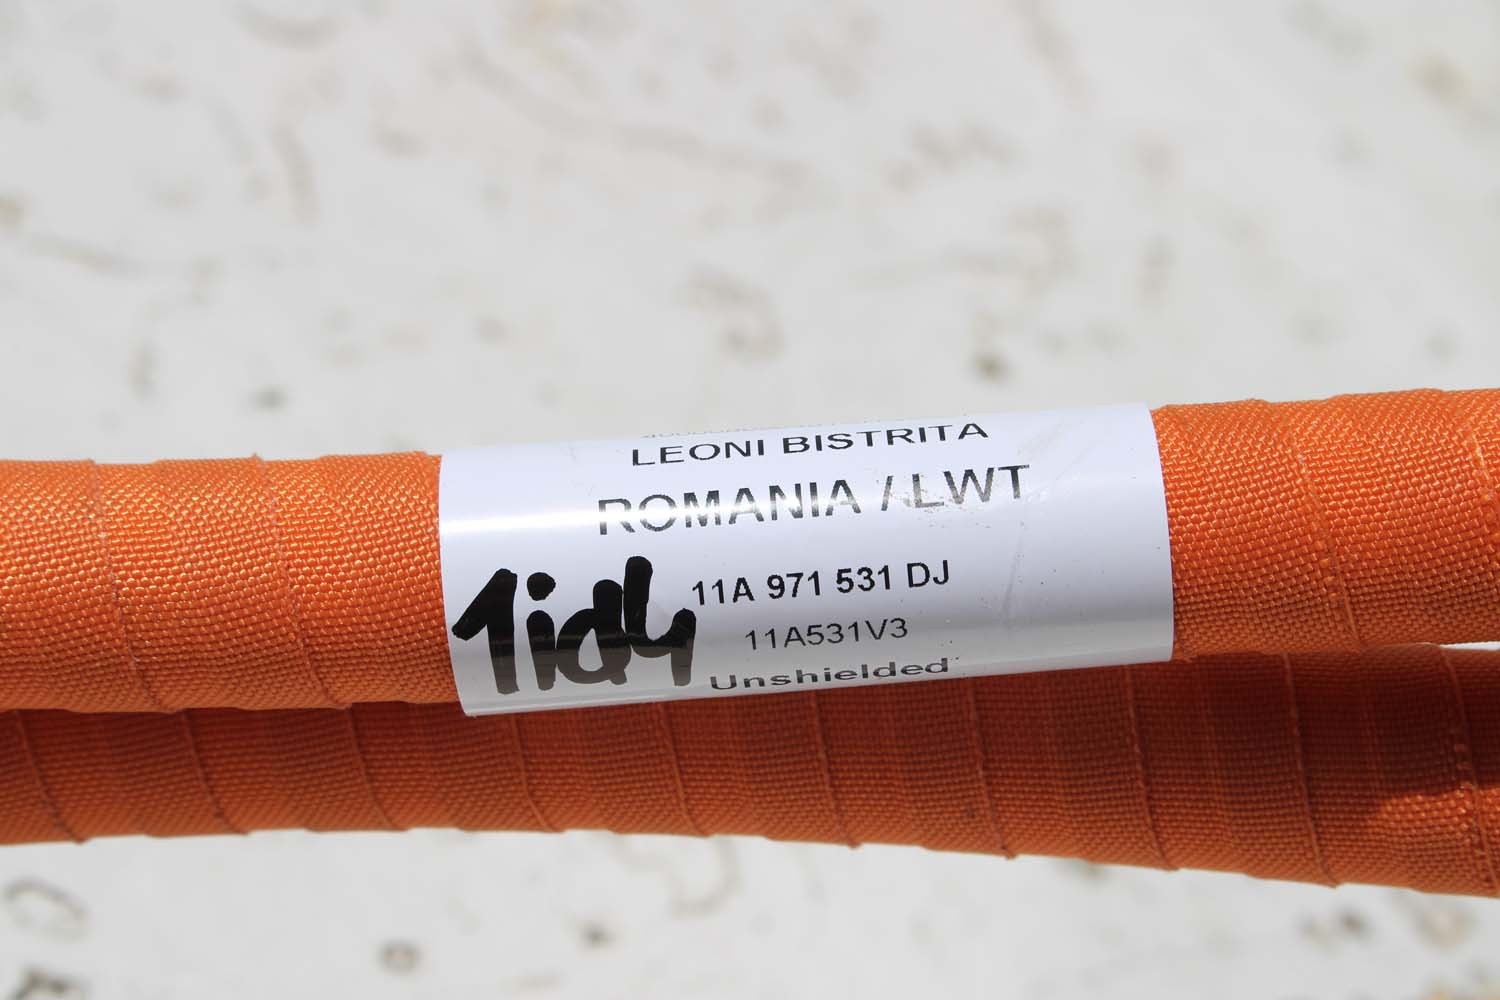 LEONI BISTRITA
ROMANIA / LWT
1id4
11A 971 531 DJ
11A531V3
Unshielded